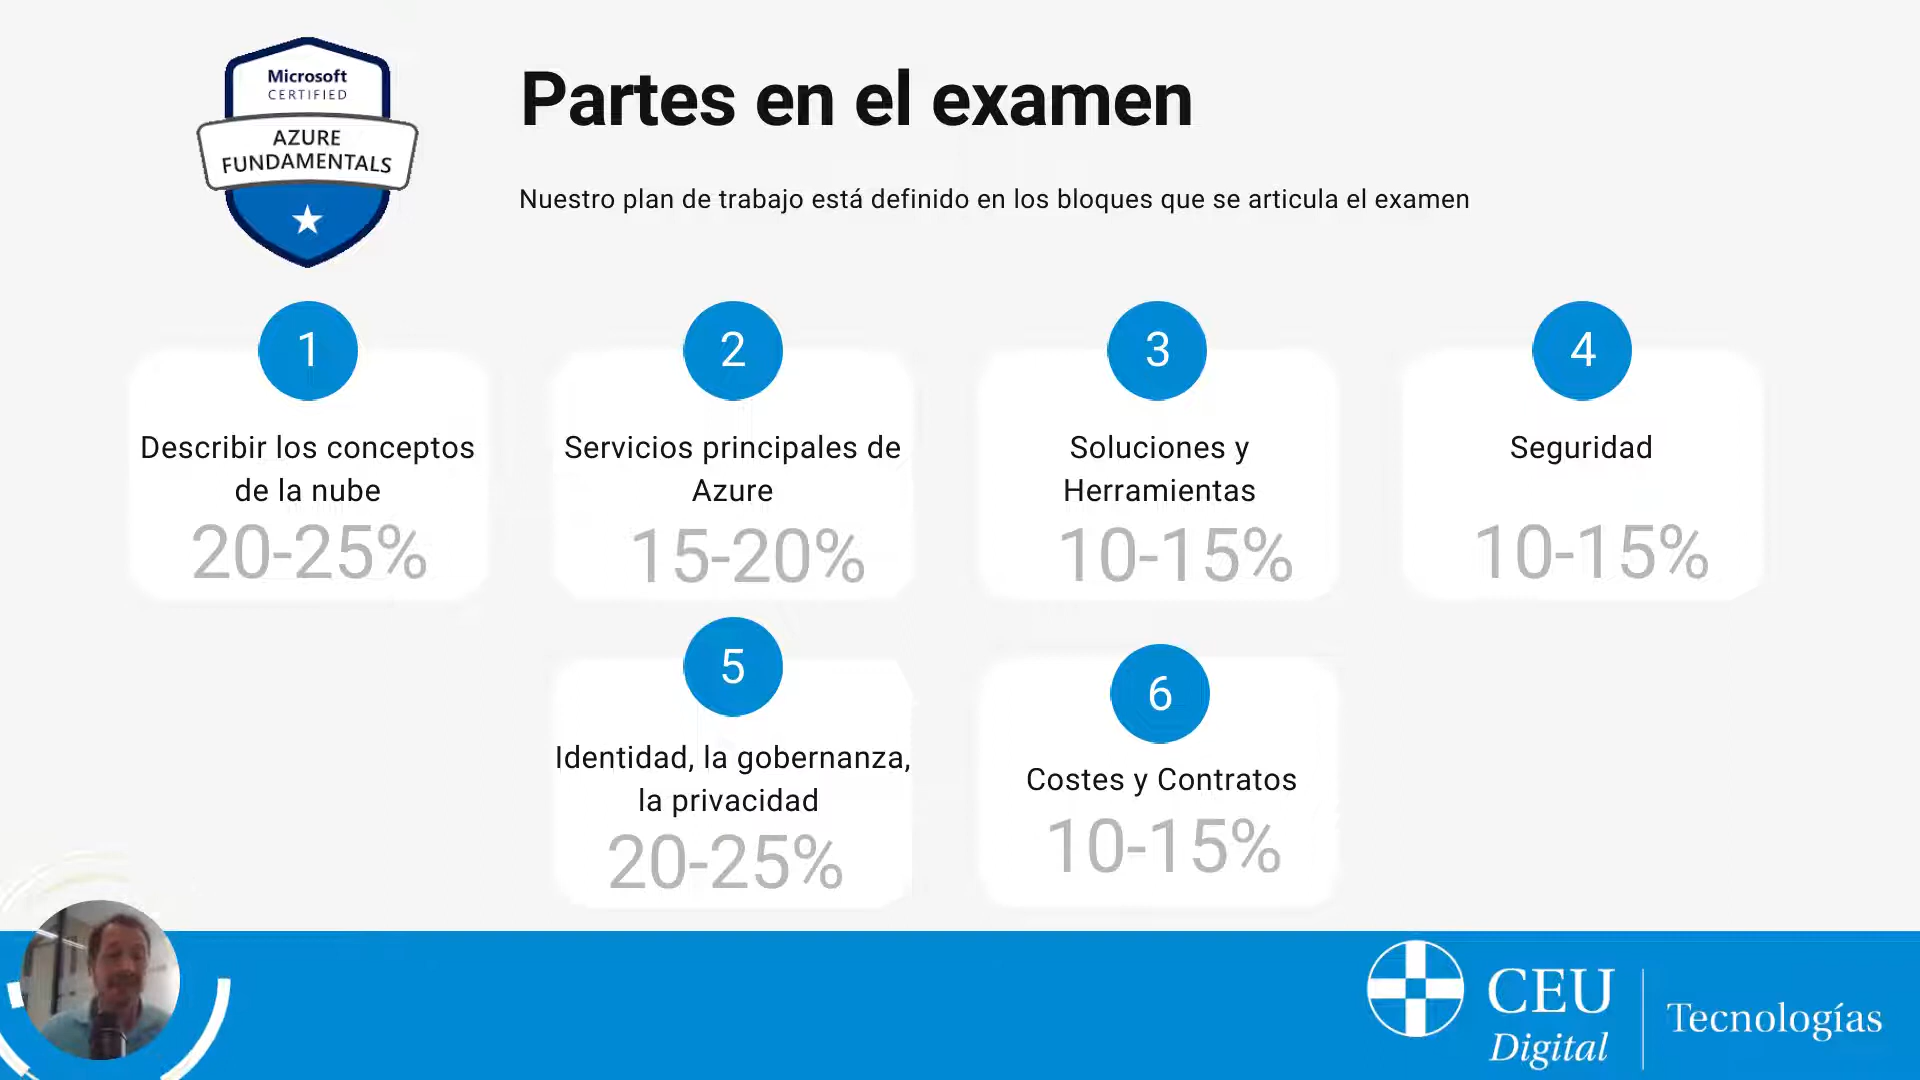 Microsoft
CERTIFIED
AZURE
FUNDAMENTALS
Partes en el examen
Nuestro plan de trabajo está definido en los bloques que se articula el examen
1
Describir los conceptos
de la nube
20-25%
2
Servicios principales de
Azure
15-20%
3
Soluciones y
Herramientas
10-15%
4
Seguridad
10-15%
5
Identidad, la gobernanza,
la privacidad
20-25%
6
Costes y Contratos
10-15%
CEU
Digital
Tecnologías